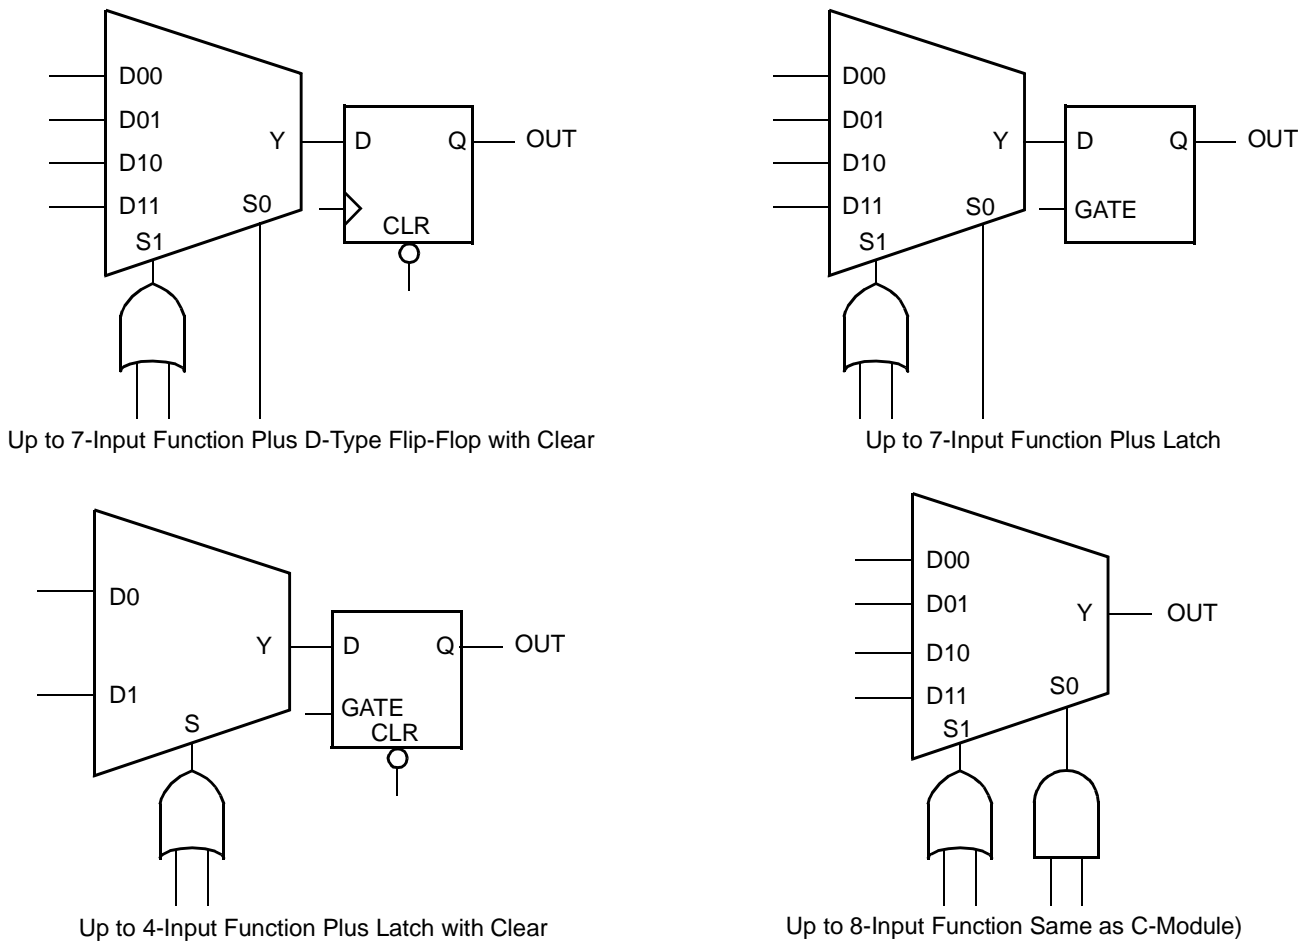 D00
D01
D10
D11
Y
S0
S1
D
Q
CLR
OUT
Up to 7-Input Function Plus D-Type Flip-Flop with Clear
D00
D01
D10
D11
Y
S0
S1
D
Q
GATE
OUT
Up to 7-Input Function Plus Latch
D0
D1
Y
S
D
Q
GATE
CLR
OUT
Up to 4-Input Function Plus Latch with Clear
D00
D01
D10
D11
Y
S0
S1
OUT
Up to 8-Input Function Same as C-Module)